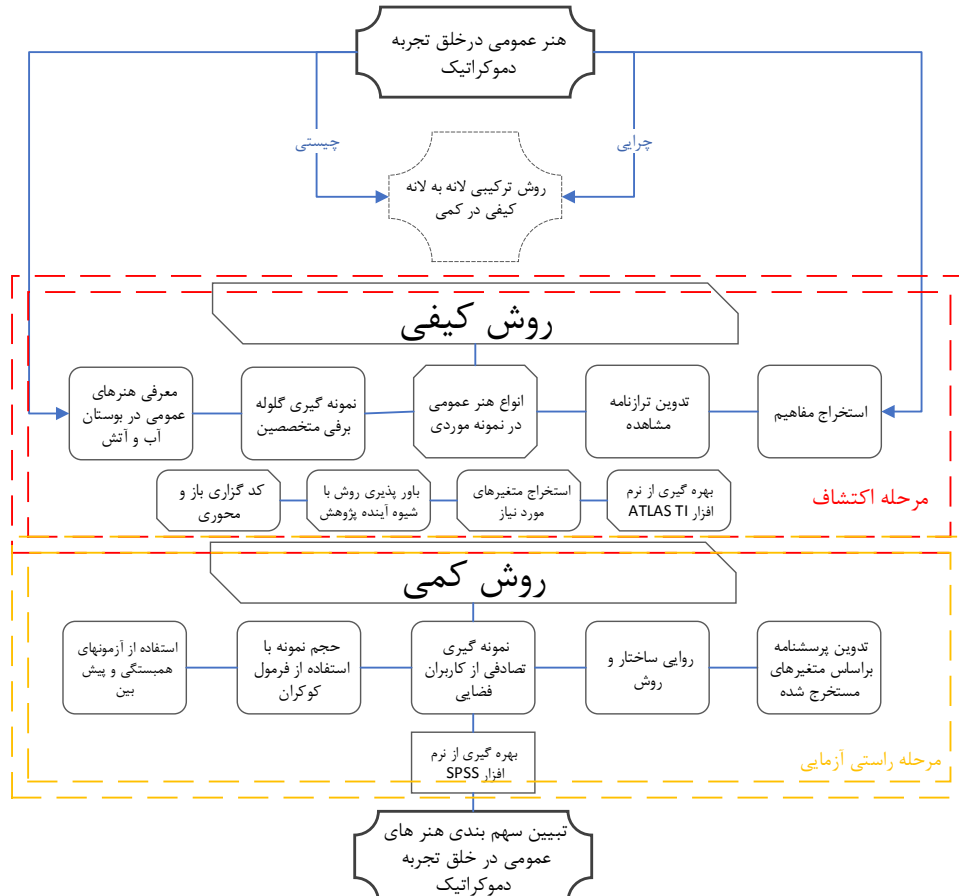 هنر عمومی درخلق تجربه
دموکراتیک
چرایی
چیستی
روش ترکیبی لانه به لانه
کیفی در کمی
روش کیفی
استخراج مفاهیم
تدوین ترازنامه
مشاهده
انواع هنر عمومی
در نمونه موردی
نمونه گیری گلوله
برفی متخصصین
معرفی هنرهای
عمومی در بوستان
آب و آتش
بهره گیری از نرم
افزار ATLAS TI
استخراج متغیرهای
مورد نیاز
باور پذیری روش با
شیوه آینده پژوهش
کد گزاری باز و
محوری
مرحله اکتشاف
روش کمی
تدوین پرسشنامه
براساس متغیرهای
مستخرج شده
روایی ساختار و
روش
نمونه گیری
تصادفی از کاربران
فضایی
حجم نمونه با
استفاده از فرمول
کوکران
استفاده از آزمونهای
همبستگی و پیش
بین
بهره گیری از نرم
افزار SPSS
مرحله راستی آزمایی
تبیین سهم بندی هنر های
عمومی در خلق تجربه
دموکراتیک